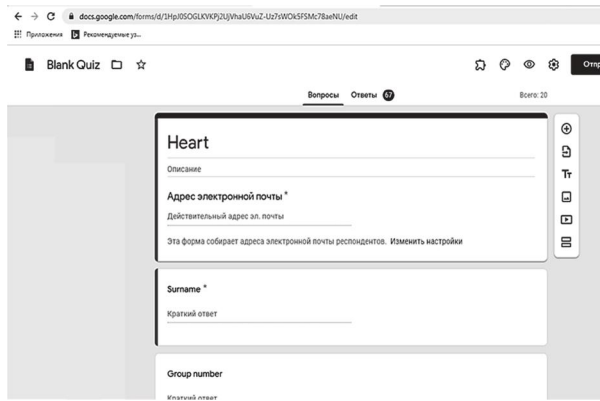 docs.google.com/forms/d/1HpJ0SOGLKVKPj2UjVhaU6VuZ-Uz7sWOkSFSMc78aeNU/edit
Приложения Рекомендуемые уз...
Blank Quiz
Отпр
Вопросы Ответы 67 Всего: 20
Heart
Описание
Адрес электронной почты *
Действительный адрес эл. почты
Эта форма собирает адреса электронной почты респондентов. Изменить настройки
Surname *
Краткий ответ
Group number
Краткий ответ